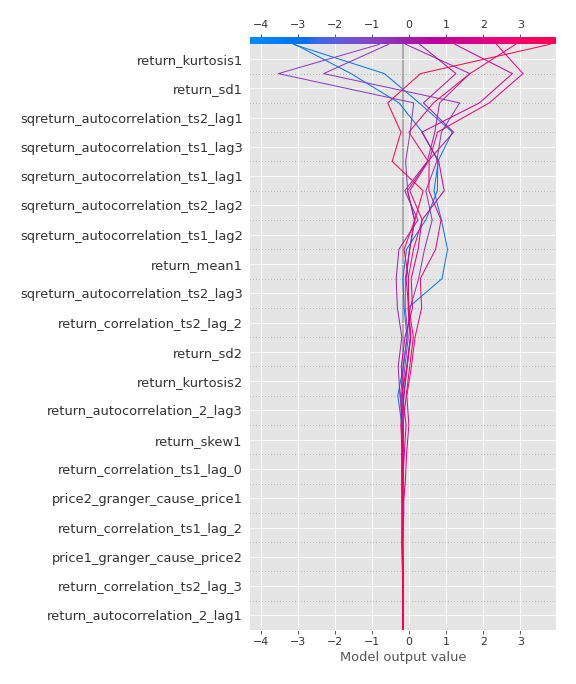 −4 −3 −2 −1 0 1 2 3
return_kurtosis1
return_sd1
sqreturn_autocorrelation_ts2_lag1
sqreturn_autocorrelation_ts1_lag3
sqreturn_autocorrelation_ts1_lag1
sqreturn_autocorrelation_ts2_lag2
sqreturn_autocorrelation_ts1_lag2
return_mean1
sqreturn_autocorrelation_ts2_lag3
return_correlation_ts2_lag_2
return_sd2
return_kurtosis2
return_autocorrelation_2_lag3
return_skew1
return_correlation_ts1_lag_0
price2_granger_cause_price1
return_correlation_ts1_lag_2
price1_granger_cause_price2
return_correlation_ts2_lag_3
return_autocorrelation_2_lag1
−4 −3 −2 −1 0 1 2 3
Model output value